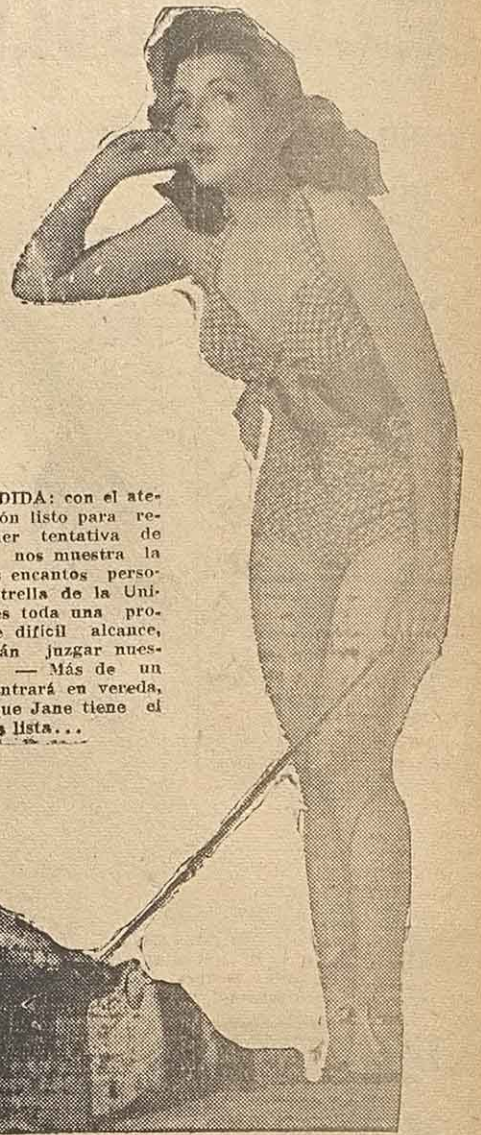 DIDA: con el ate-
ón listo para re-
er tentativa de
nos muestra la
s encantos perso-
trella de la Uni-
es toda una pro-
e difícil alcance,
án juzgar nues-
— Más de un
ntrará en vereda,
ue Jane tiene el
s lista...